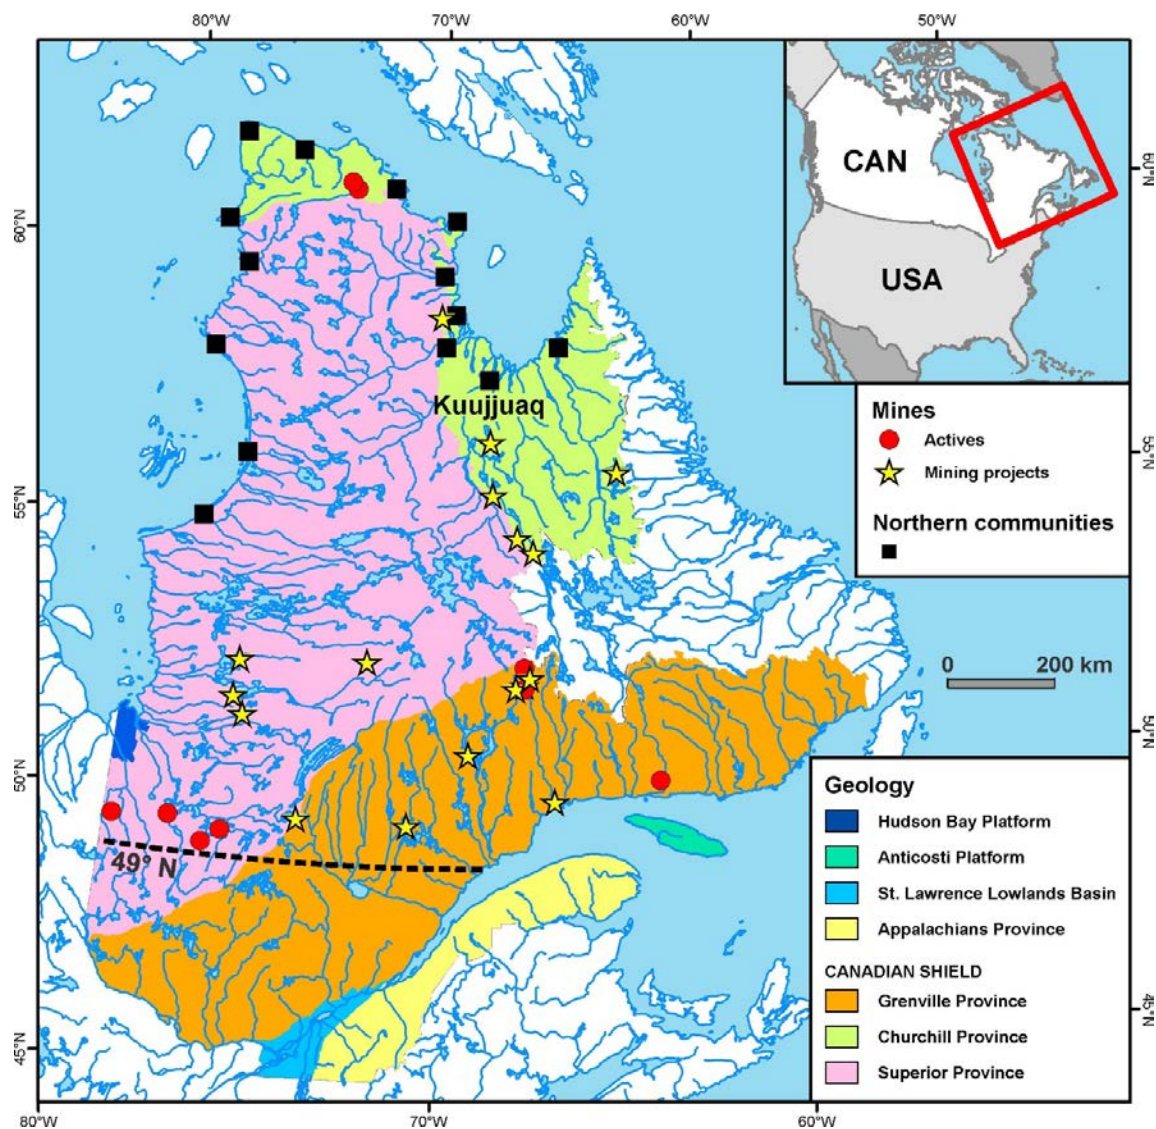 80°W 70°W 60°W 50°W
CAN
USA
60°N
60°N
Mines
Actives
Mining projects
Northern communities
Kuujjuaq
55°N
55°N
0 200 km
50°N
50°N
49° N
Geology
Hudson Bay Platform
Anticosti Platform
St. Lawrence Lowlands Basin
Appalachians Province
CANADIAN SHIELD
Grenville Province
Churchill Province
Superior Province
45°N
45°N
80°W 70°W 60°W